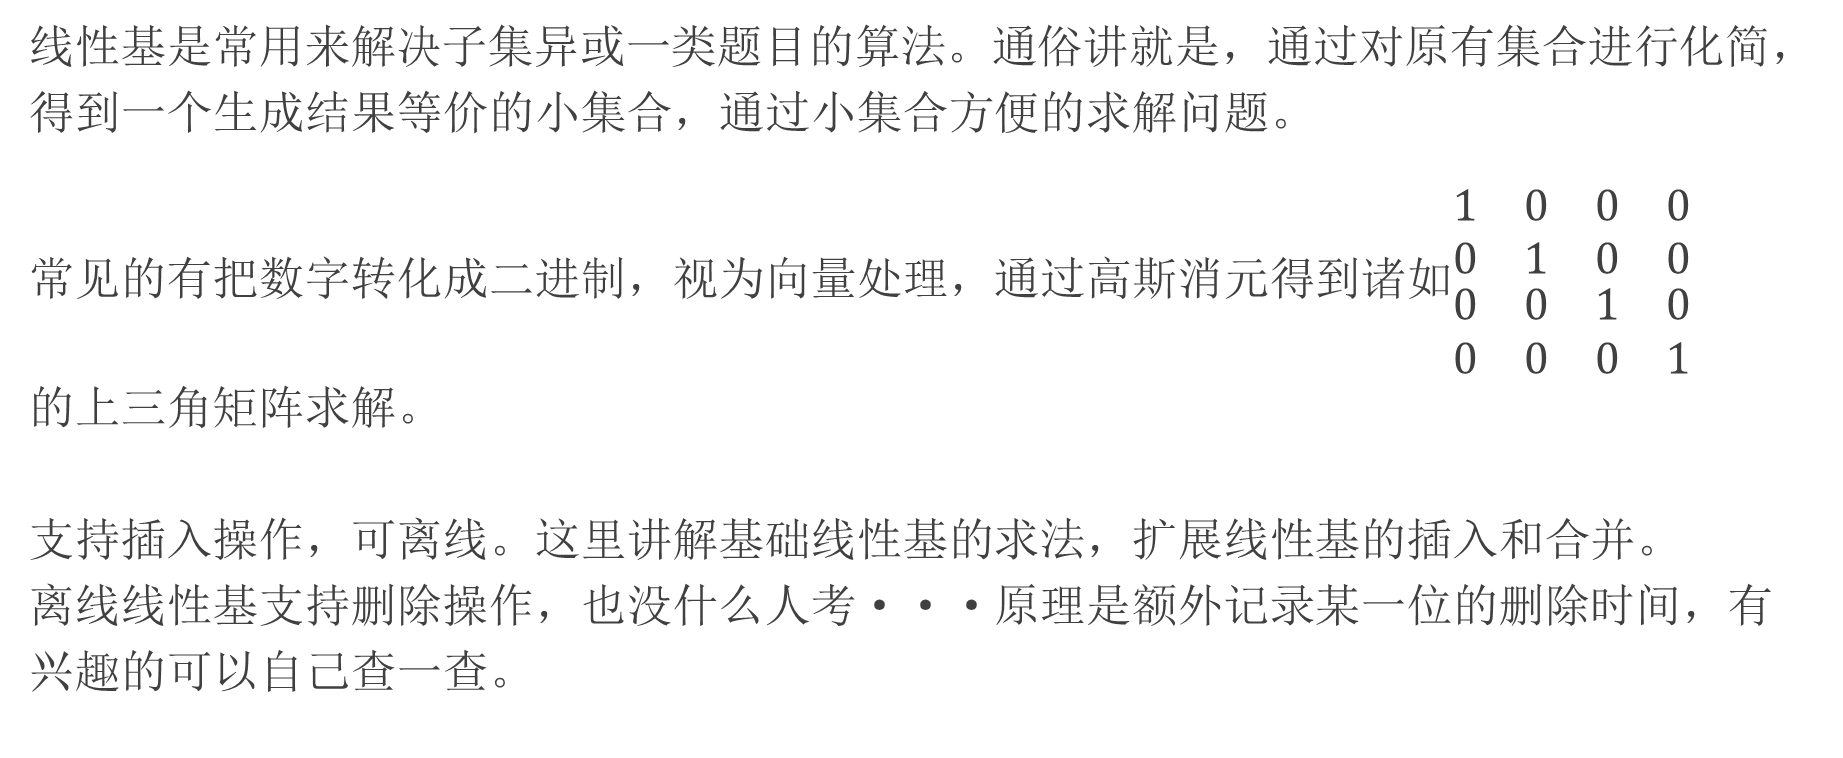 线性基是常用来解决子集异或一类题目的算法。通俗讲就是，通过对原有集合进行化简，
得到一个生成结果等价的小集合，通过小集合方便的求解问题。
常见的有把数字转化成二进制，视为向量处理，通过高斯消元得到诸如
1 0 0 0
0 1 0 0
0 0 1 0
0 0 0 1
的上三角矩阵求解。
支持插入操作，可离线。这里讲解基础线性基的求法，扩展线性基的插入和合并。
离线线性基支持删除操作，也没什么人考•••原理是额外记录某一位的删除时间，有
兴趣的可以自己查一查。